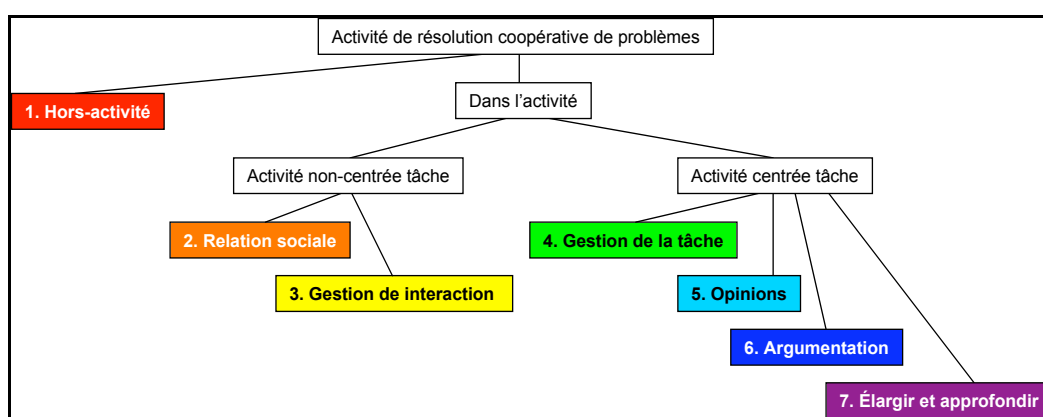 Activité de résolution coopérative de problèmes
Dans l'activité
1. Hors-activité
Activité non-centrée tâche
Activité centrée tâche
2. Relation sociale
4. Gestion de la tâche
3. Gestion de interaction
5. Opinions
6. Argumentation
7. Élargir et approfondir